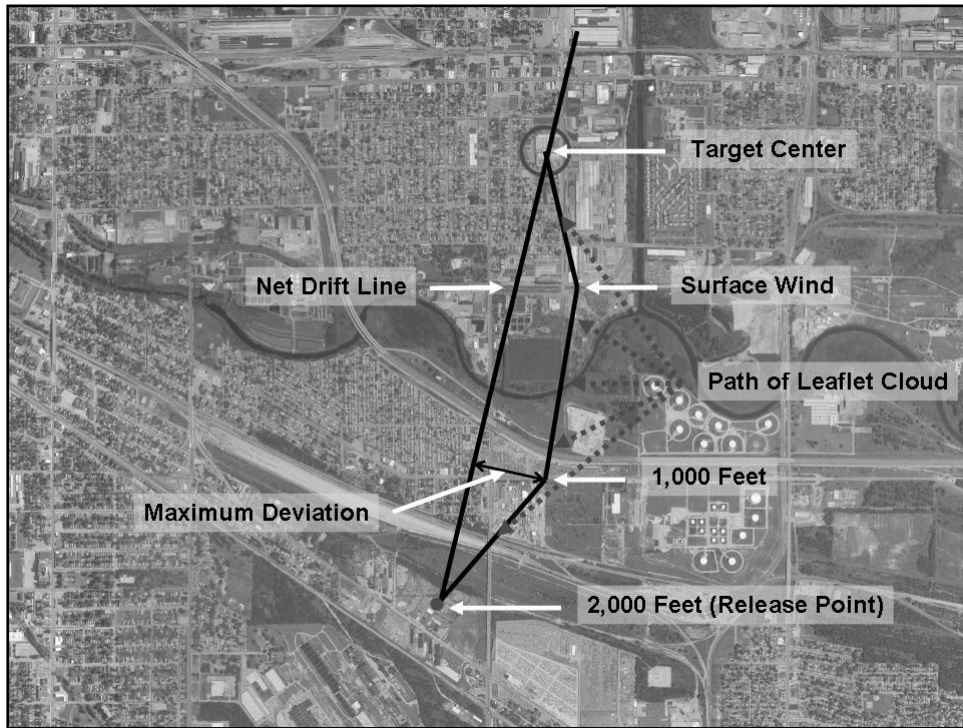 Target Center
Net Drift Line
Surface Wind
Path of Leaflet Cloud
1,000 Feet
Maximum Deviation
2,000 Feet (Release Point)